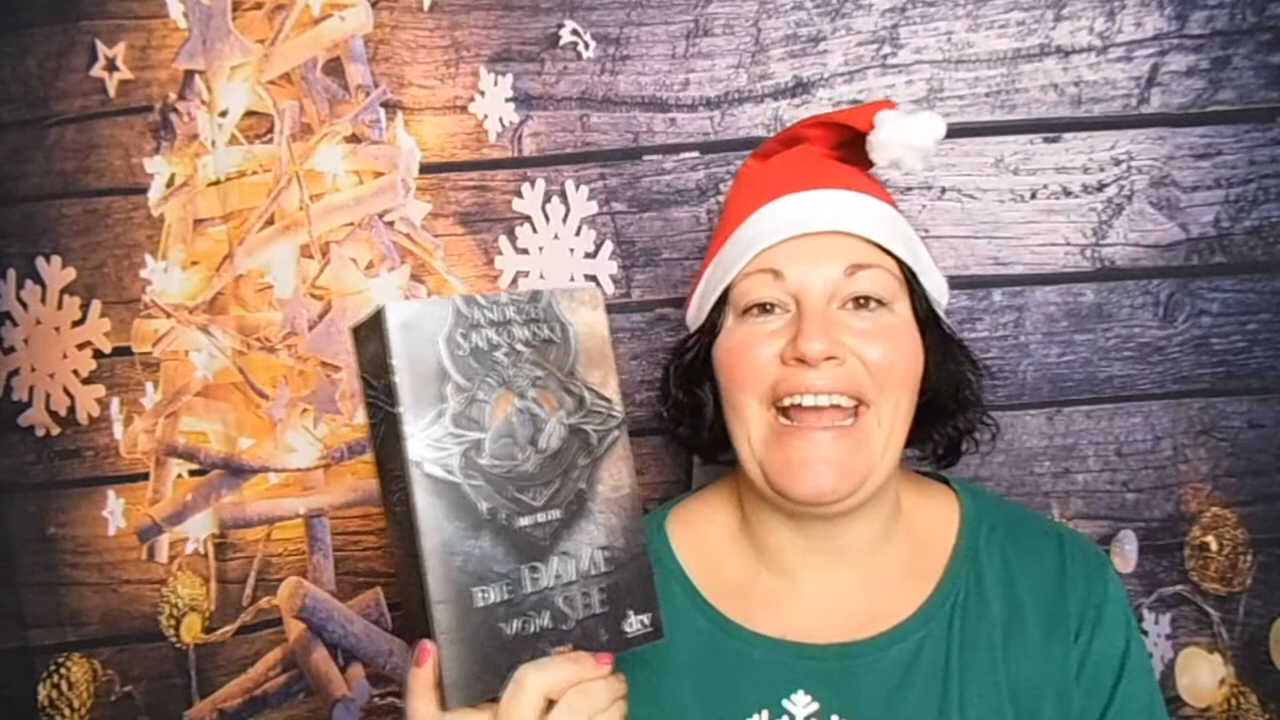 ANDRZEJ
SAPKOWSKI
DIE DAME
VOM SEE
dtv